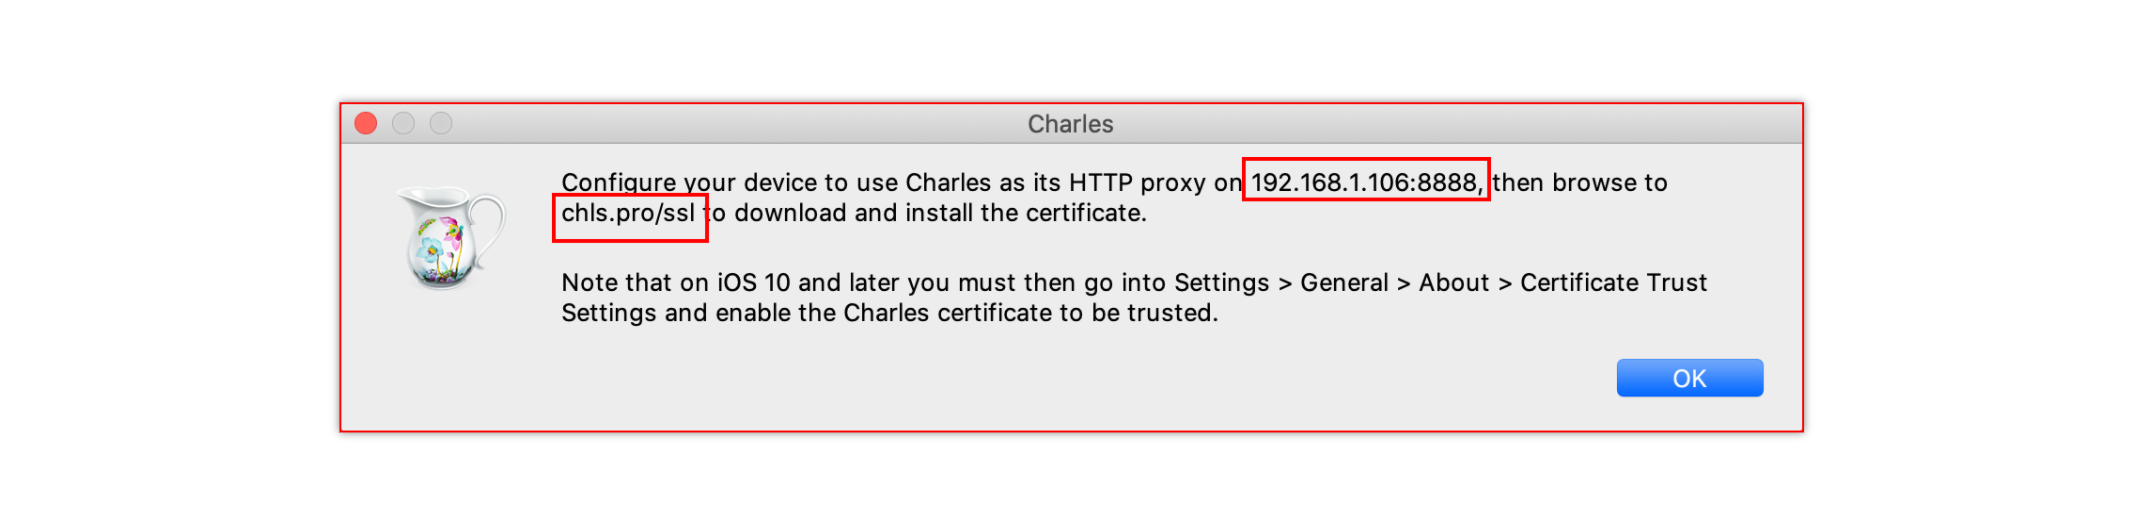 Charles
Configure your device to use Charles as its HTTP proxy on 192.168.1.106:8888, then browse to
chls.pro/ssl to download and install the certificate.
Note that on iOS 10 and later you must then go into Settings > General > About > Certificate Trust
Settings and enable the Charles certificate to be trusted.
OK